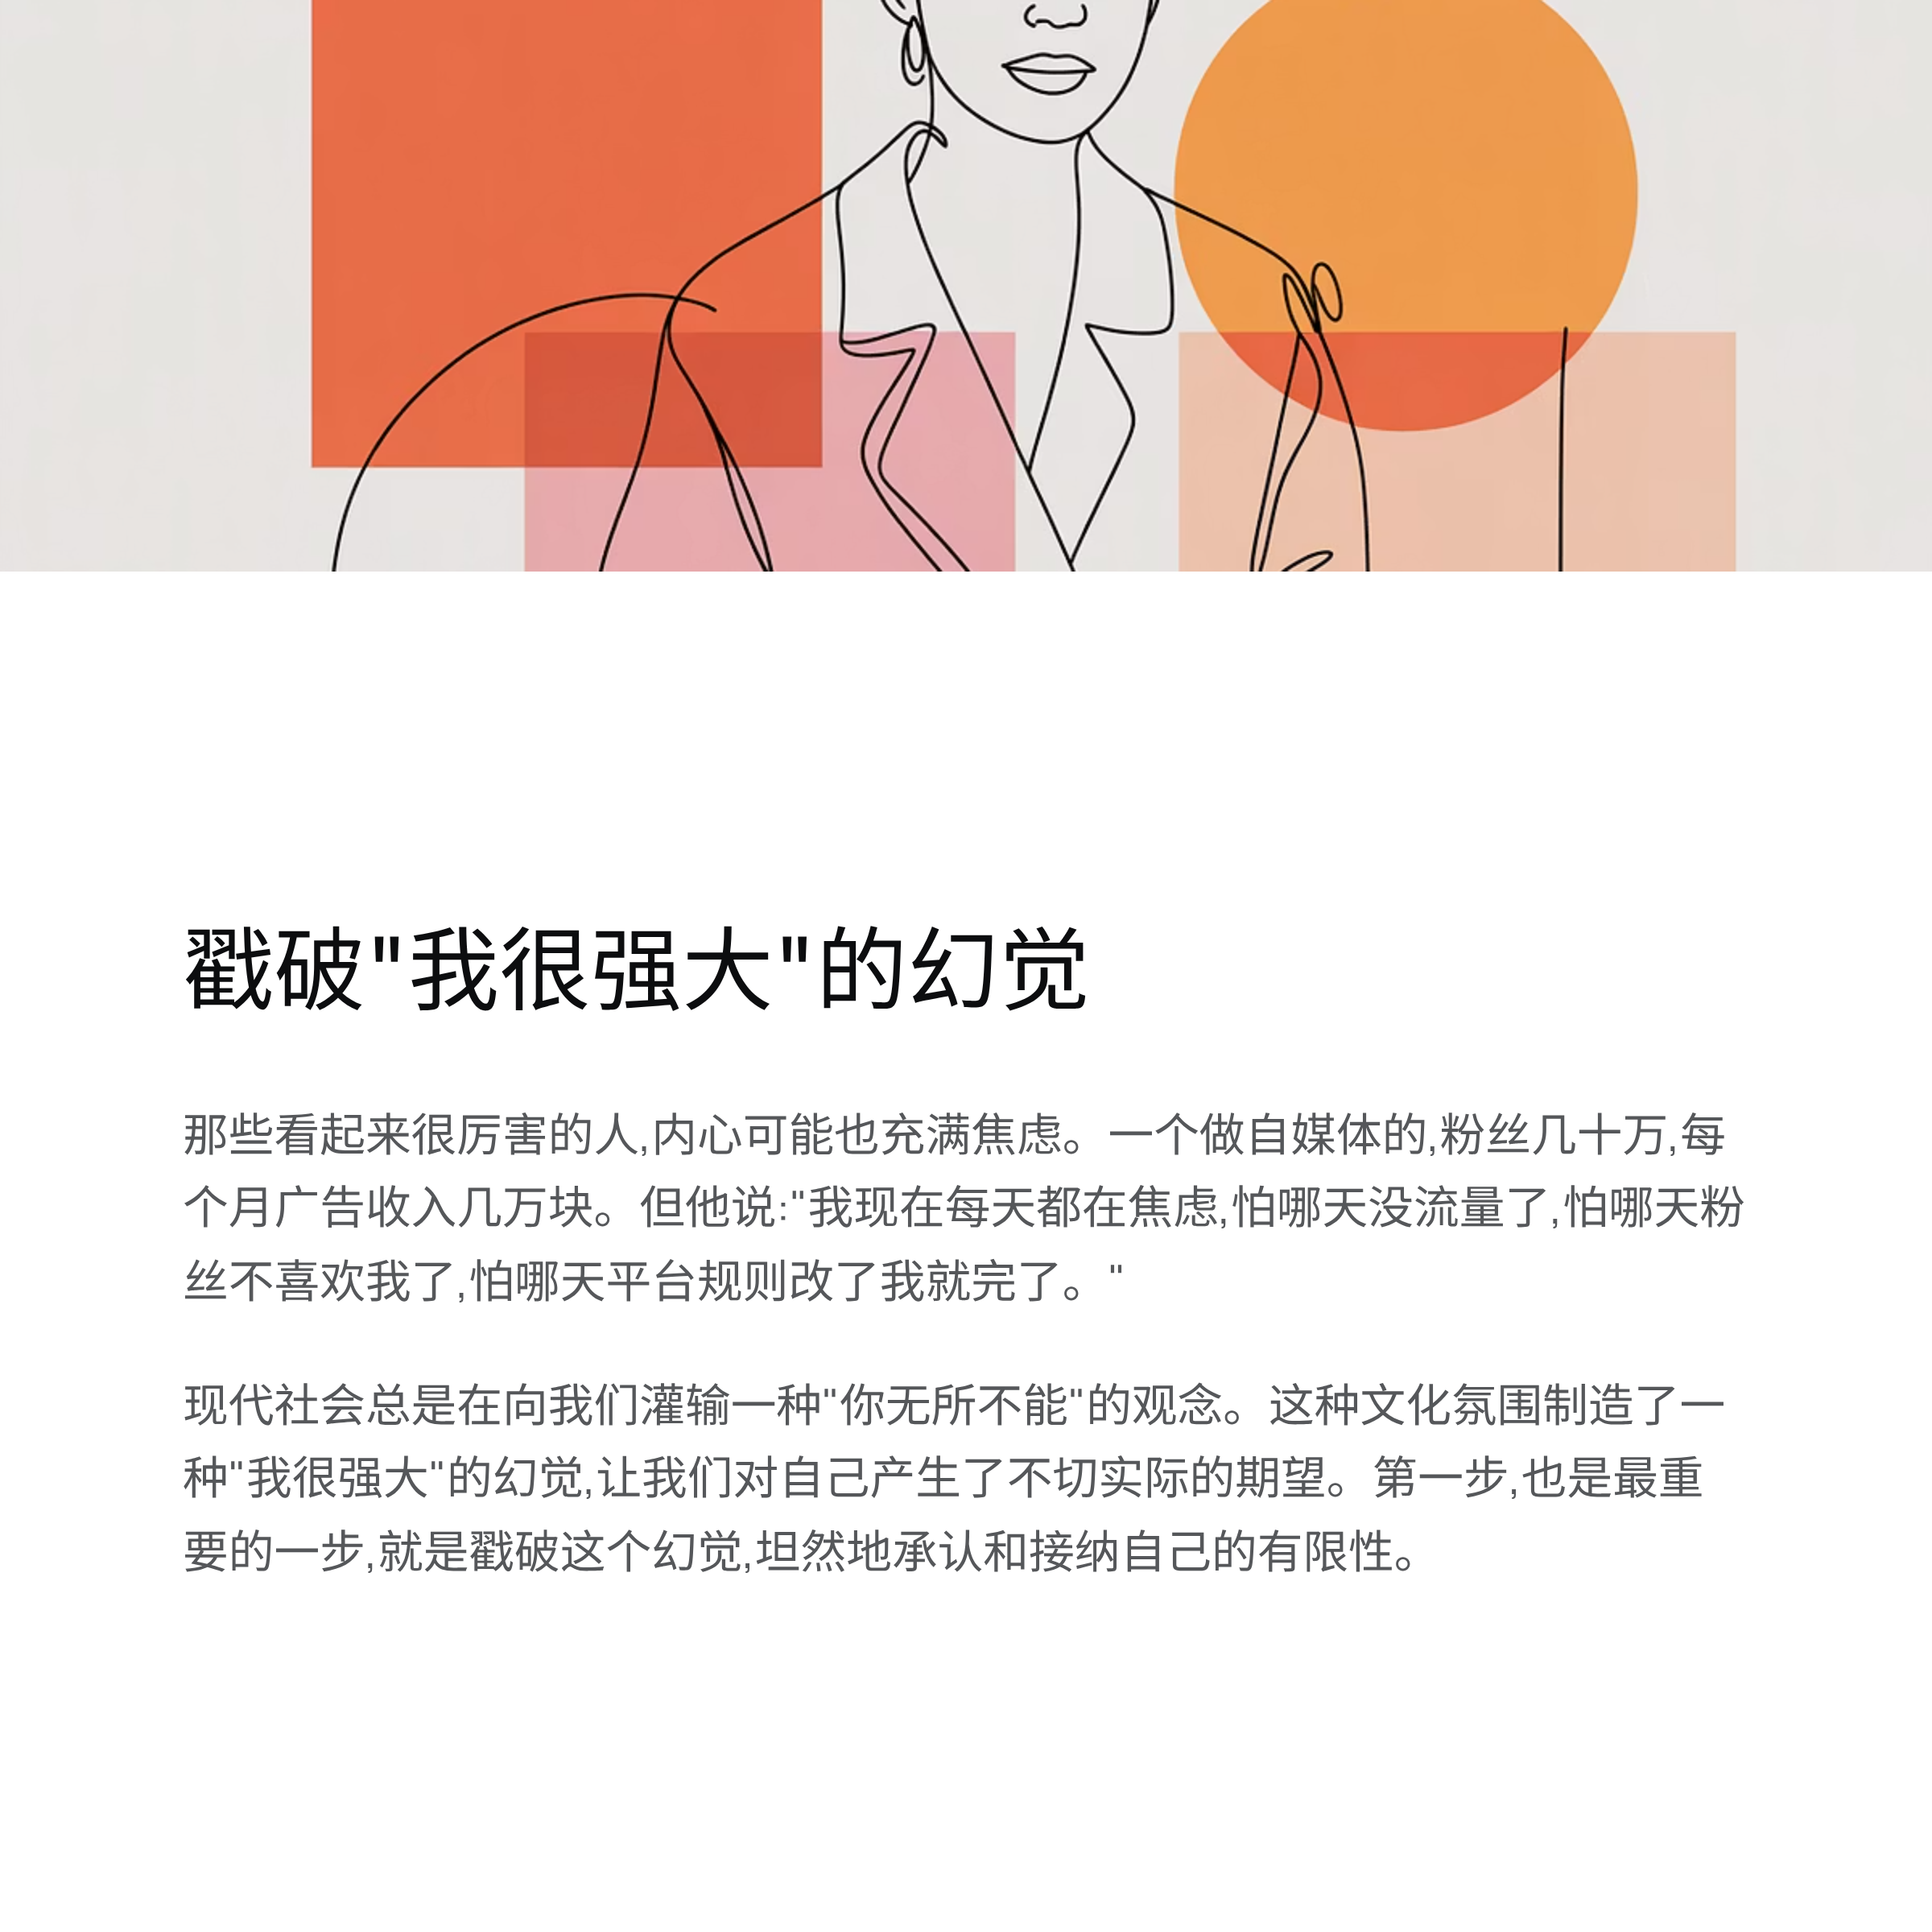 戳破"我很强大"的幻觉
那些看起来很厉害的人,内心可能也充满焦虑。一个做自媒体的,粉丝几十万,每
个月广告收入几万块。但他说:"我现在每天都在焦虑,怕哪天没流量了,怕哪天粉
丝不喜欢我了,怕哪天平台规则改了我就完了。"
现代社会总是在向我们灌输一种"你无所不能"的观念。这种文化氛围制造了一
种"我很强大"的幻觉,让我们对自己产生了不切实际的期望。第一步,也是最重
要的一步,就是戳破这个幻觉,坦然地承认和接纳自己的有限性。